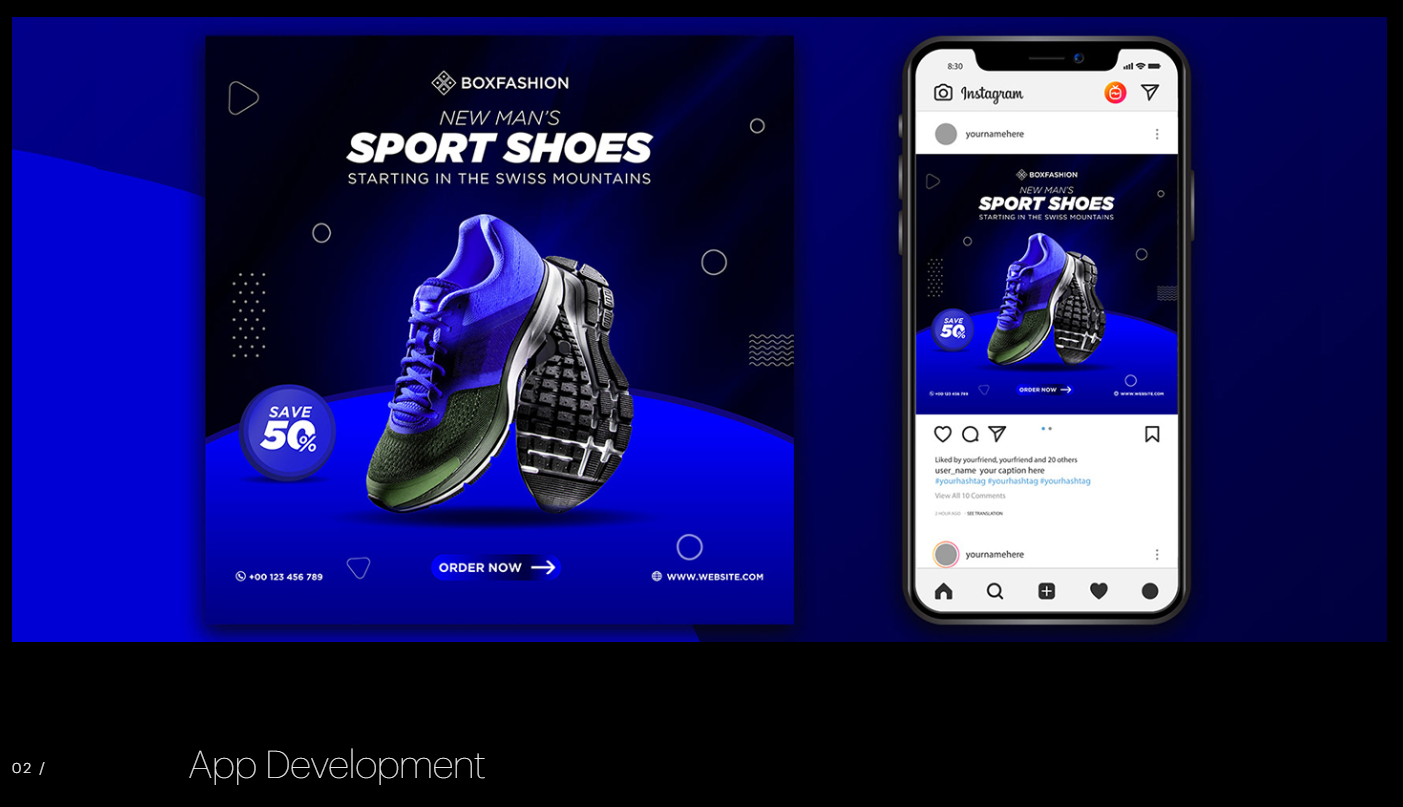 BOXFASHION
NEW MAN'S
SPORT SHOES
STARTING IN THE SWISS MOUNTAINS
SAVE
50%
+00 123 456 789
ORDER NOW
WWW.WEBSITE.COM
8:30
Instagram
yournamehere
BOXFASHION
NEW MAN'S
SPORT SHOES
STARTING IN THE SWISS MOUNTAINS
SAVE
50%
+00 123 456 789
ORDER NOW
WWW.WEBSITE.COM
Liked by yourfriend, yourfriend and 20 others
user_name your caption here
#yourhashtag #yourhashtag #yourhashtag
View All 10 Comments
2 HOUR AGO · SEE TRANSLATION
yournamehere
02 /
App Development